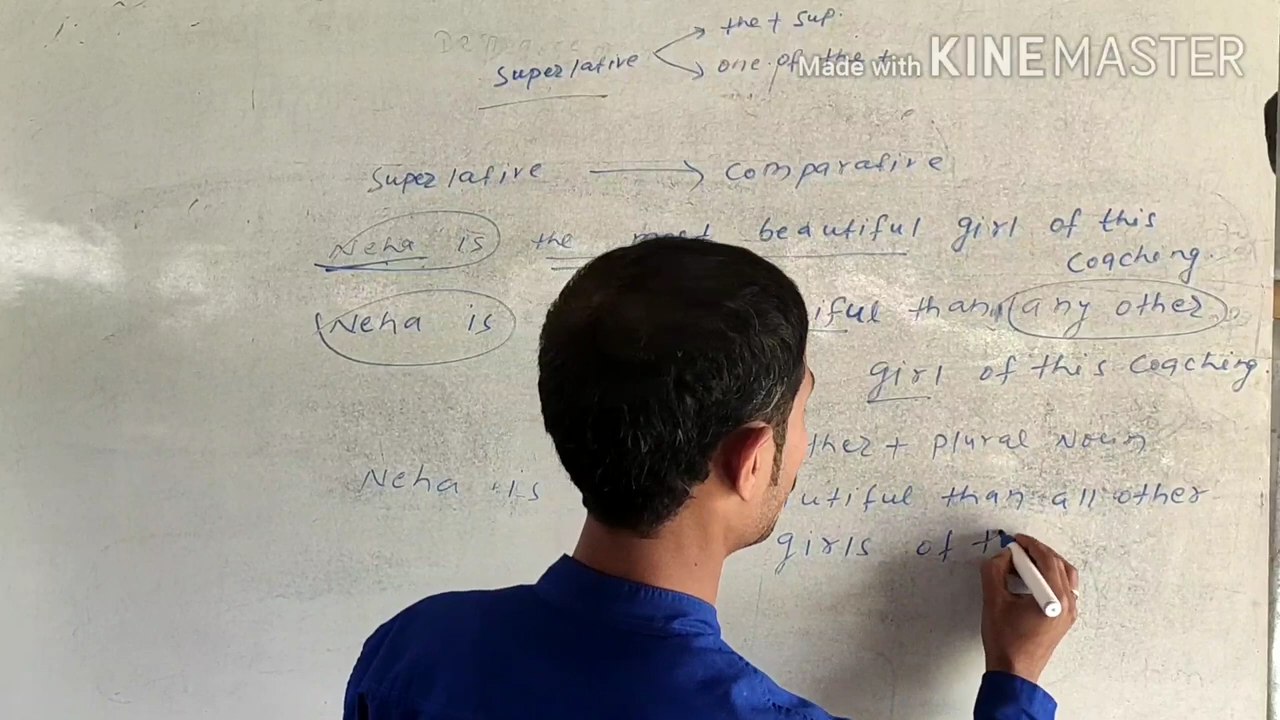 the + sup.
Superlative
one of the +
Made with KINEMASTER
Superlative → Comparative
Neha is the most beautiful girl of this
coaching.
Neha is iful than any other
girl of this coaching.
ther + plural Noun
Neha is utiful than all other
girls of t